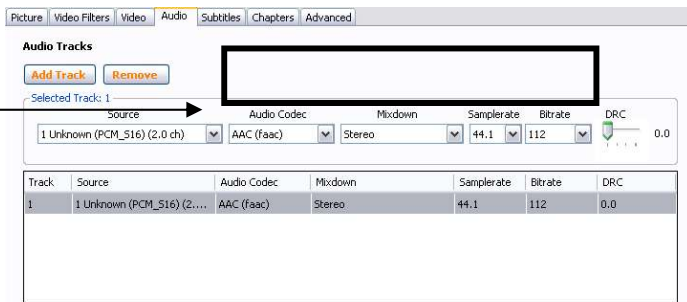 Picture Video Filters Video Audio Subtitles Chapters Advanced
Audio Tracks
Add Track Remove
Selected Track: 1
Source Audio Codec Mixdown Samplerate Bitrate DRC
1 Unknown (PCM_S16) (2.0 ch) AAC (faac) Stereo 44.1 112 0.0
Track Source Audio Codec Mixdown Samplerate Bitrate DRC
1 1 Unknown (PCM_S16) (2.... AAC (faac) Stereo 44.1 112 0.0